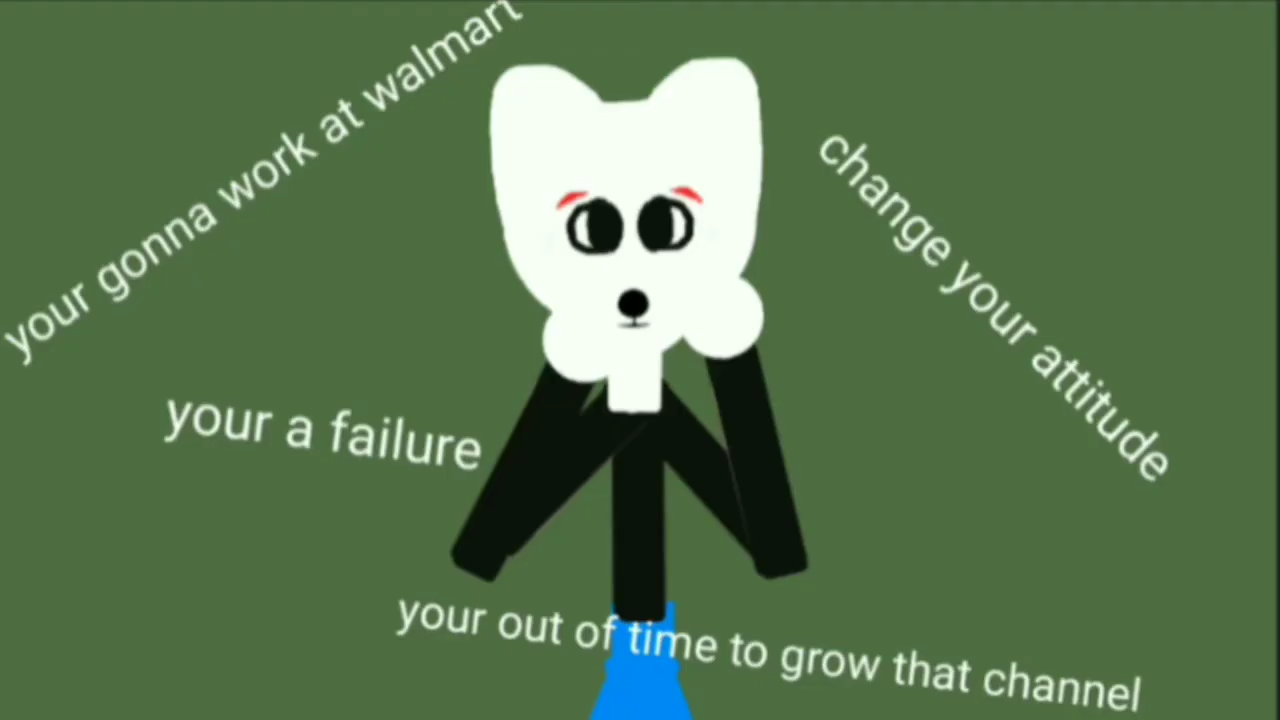 your gonna work at walmart
change your attitude
your a failure
your out of time to grow that channel